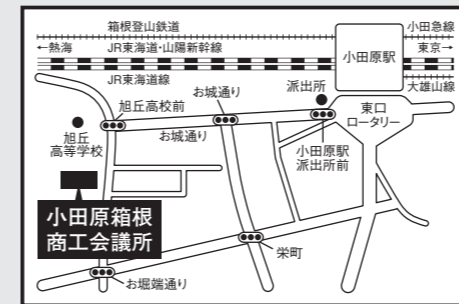 箱根登山鉄道
小田急線
←熱海
JR東海道・山陽新幹線
小田原駅
東京→
JR東海道線
大雄山線
旭丘高校前
お城通り
派出所
東口
ロータリー
旭丘
高等学校
お城通り
小田原駅
派出所前
小田原箱根
商工会議所
栄町
お堀端通り